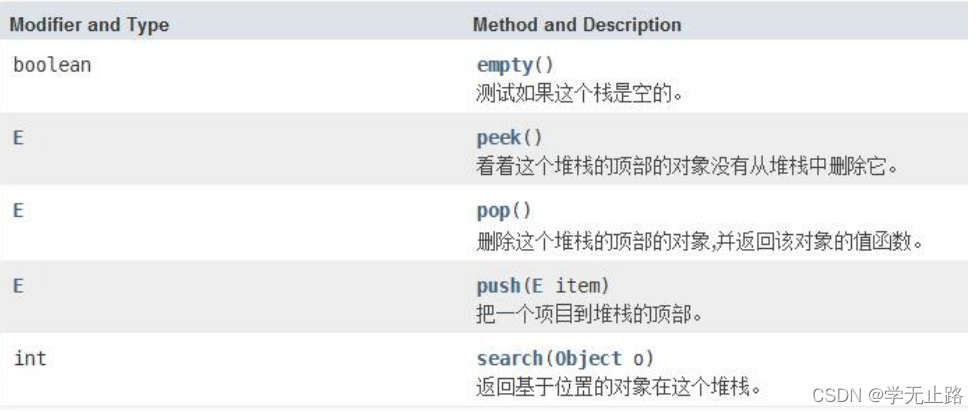 Modifier and Type Method and Description
boolean empty()
测试如果这个栈是空的。
E peek()
看着这个堆栈的顶部的对象没有从堆栈中删除它。
E pop()
删除这个堆栈的顶部的对象,并返回该对象的值函数。
E push(E item)
把一个项目到堆栈的顶部。
int search(Object o)
返回基于位置的对象在这个堆栈。
CSDN @学无止路